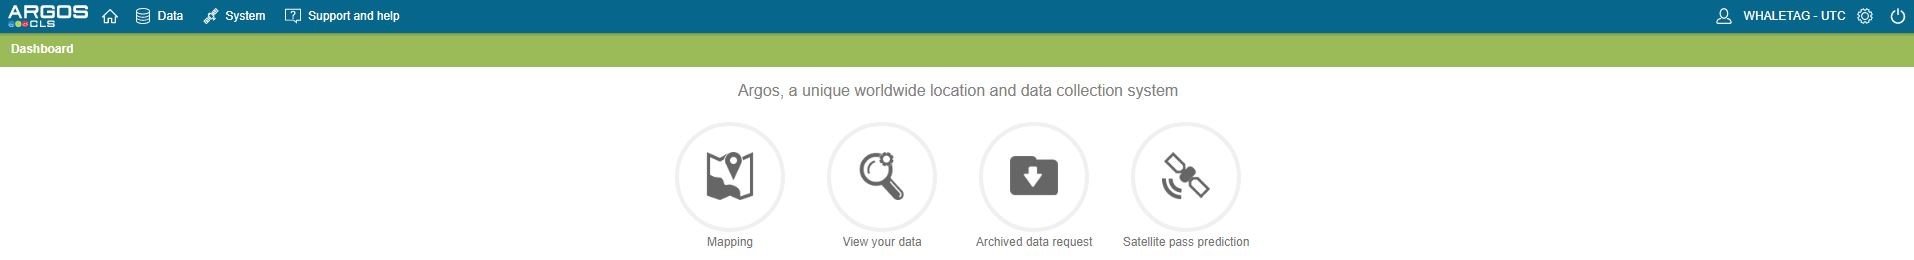 ARGOS
CLS
Data
System
Support and help
WHALETAG - UTC
Dashboard
Argos, a unique worldwide location and data collection system
Mapping
View your data
Archived data request
Satellite pass prediction